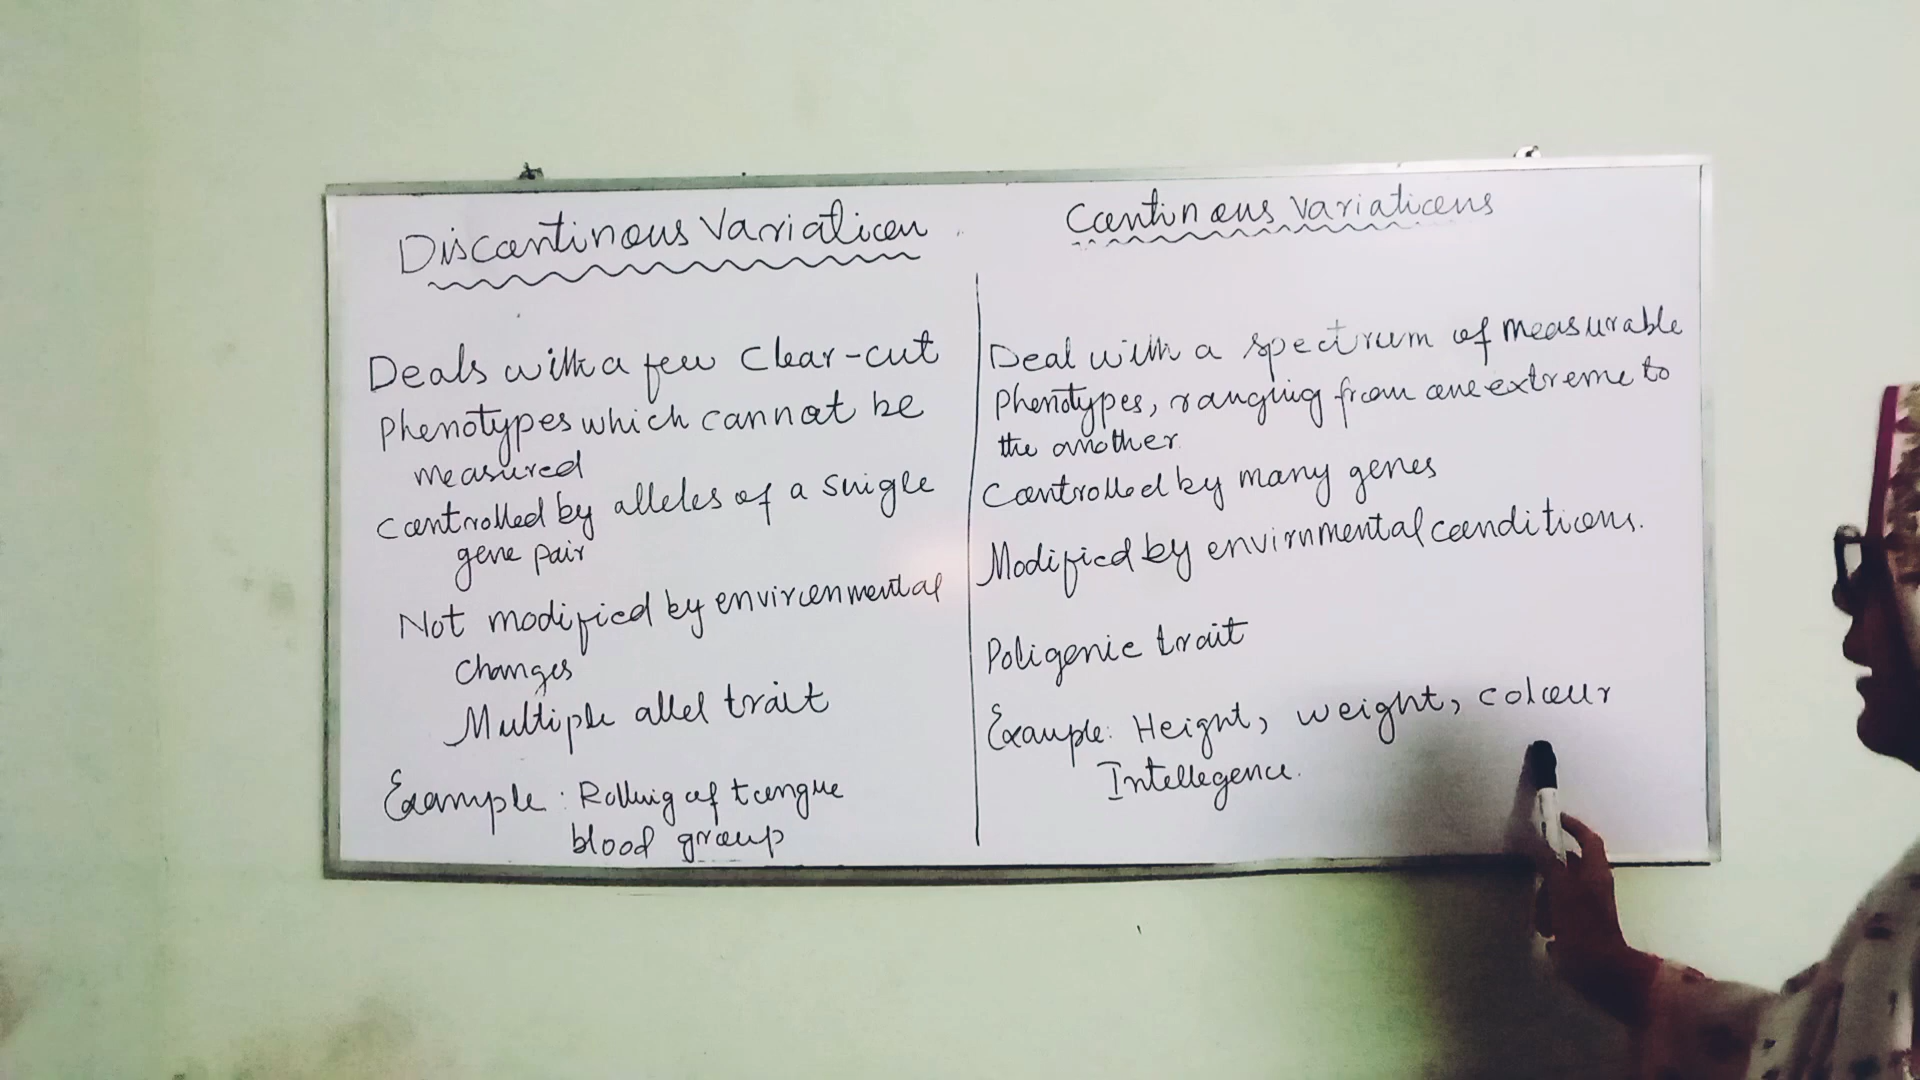 Discontinous Variation
Deals with a few clear-cut
Phenotypes which cannot be
measured
controlled by alleles of a single
gene pair
Not modified by environmental
changes
Multiple allel trait
Example : Rolling of tongue
blood group
Continous Variations
Deal with a spectrum of measurable
Phenotypes, ranging from one extreme to
the another.
Controlled by many genes
Modified by envirnmental conditions.
Poligenic trait
Example: Height, weight, colour
Intellegence.